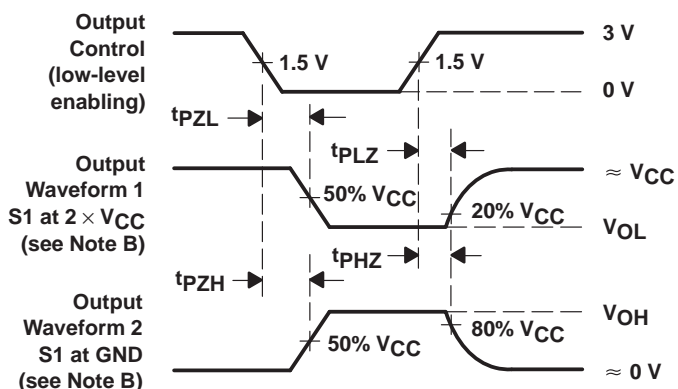 Output
Control
(low-level
enabling)
3 V
1.5 V
1.5 V
0 V
tPZL
tPLZ
Output
Waveform 1
S1 at 2 × VCC
(see Note B)
≈ VCC
50% VCC
20% VCC
VOL
tPZH
tPHZ
Output
Waveform 2
S1 at GND
(see Note B)
VOH
50% VCC
80% VCC
≈ 0 V